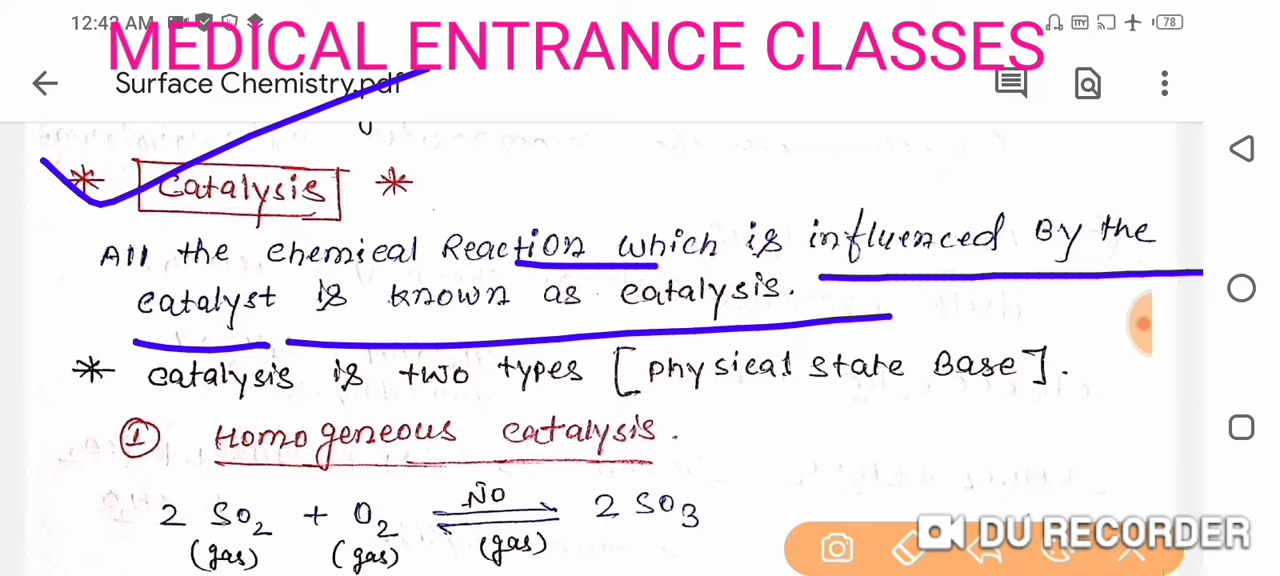 12:42 AM
78
MEDICAL ENTRANCE CLASSES
Surface Chemistry.pdf
* Catalysis *
All the chemical Reaction which is influenced By the
catalyst is known as catalysis.
* catalysis is two types [physical state Base].
① Homogeneous catalysis.
2 SO2 + O2 ⇌ 2 SO3
NO
(gas) (gas) (gas)
DU RECORDER